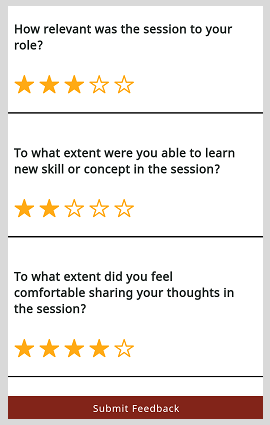 How relevant was the session to your
role?
To what extent were you able to learn
new skill or concept in the session?
To what extent did you feel
comfortable sharing your thoughts in
the session?
Submit Feedback